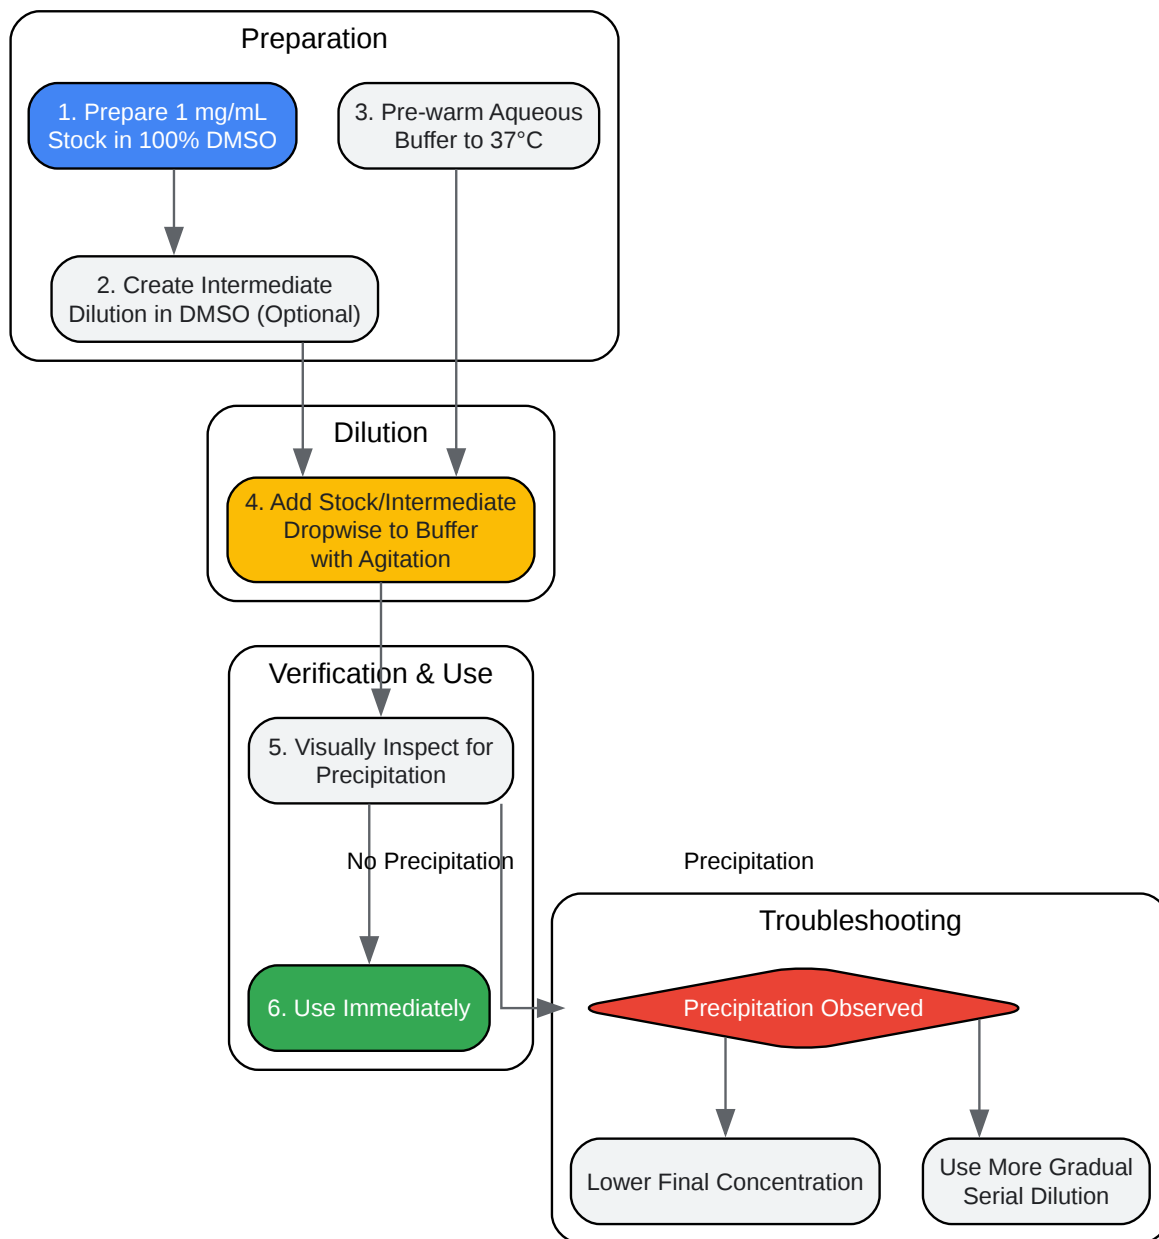 Preparation
1. Prepare 1 mg/mL
Stock in 100% DMSO
3. Pre-warm Aqueous
Buffer to 37°C
2. Create Intermediate
Dilution in DMSO (Optional)
Dilution
4. Add Stock/Intermediate
Dropwise to Buffer
with Agitation
Verification & Use
5. Visually Inspect for
Precipitation
No Precipitation
Precipitation
Troubleshooting
6. Use Immediately
Precipitation Observed
Lower Final Concentration
Use More Gradual
Serial Dilution